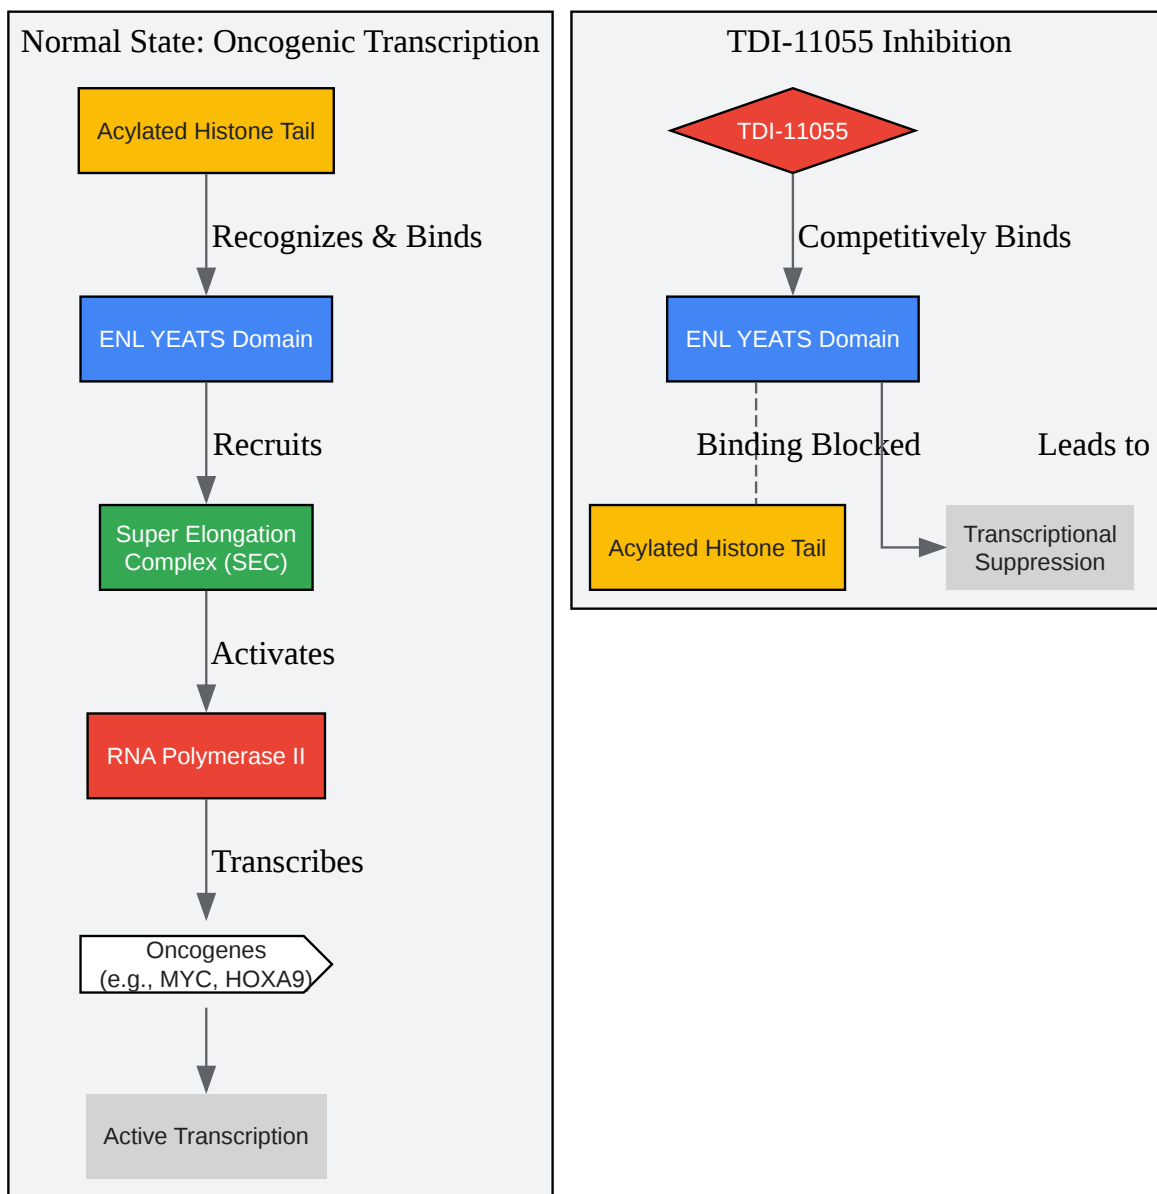 Normal State: Oncogenic Transcription
Acylated Histone Tail
Recognizes & Binds
ENL YEATS Domain
Recruits
Super Elongation
Complex (SEC)
Activates
RNA Polymerase II
Transcribes
Oncogenes
(e.g., MYC, HOXA9)
Active Transcription
TDI-11055 Inhibition
TDI-11055
Competitively Binds
ENL YEATS Domain
Binding Blocked
Leads to
Acylated Histone Tail
Transcriptional
Suppression